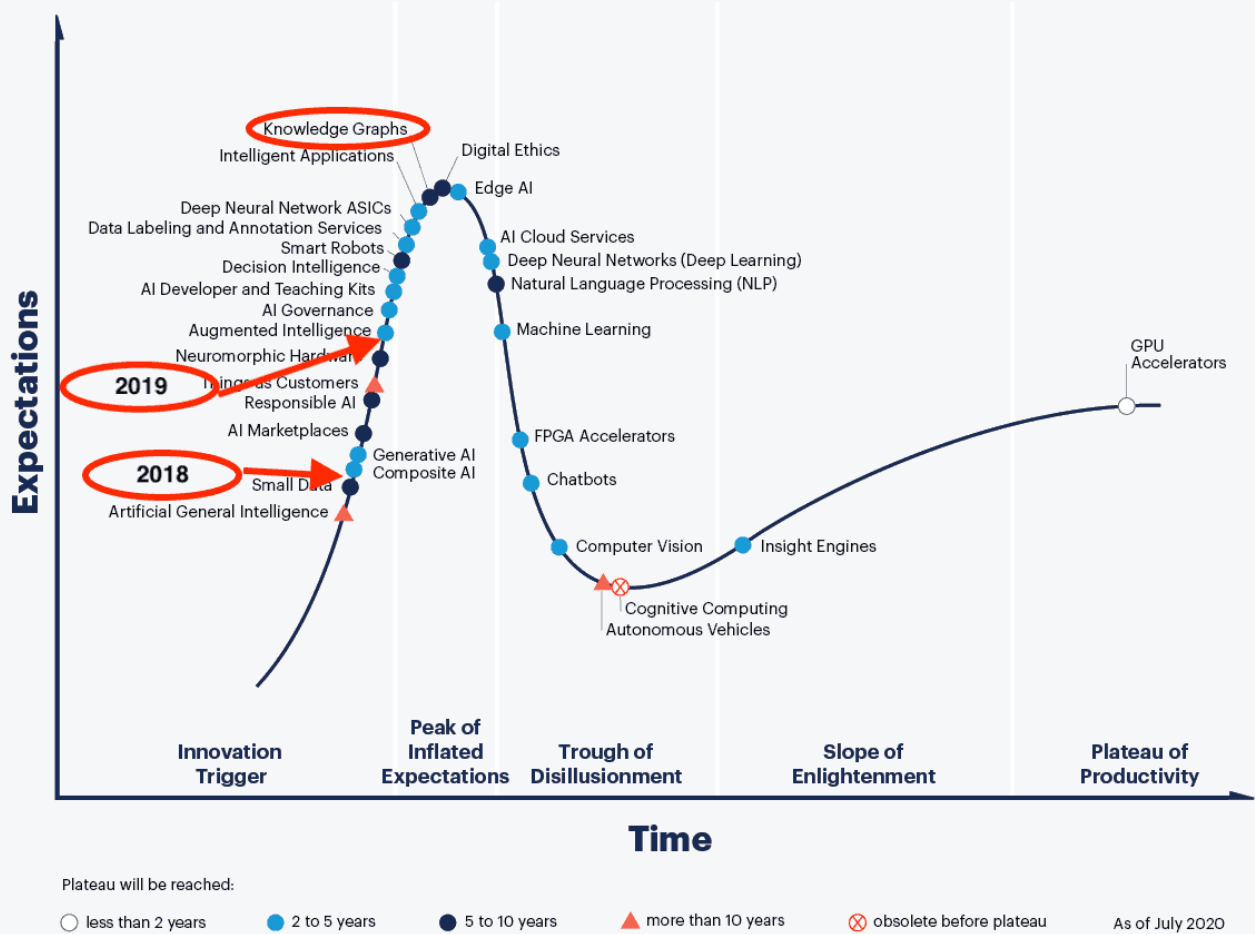 Knowledge Graphs
Intelligent Applications
Digital Ethics
Edge AI
Deep Neural Network ASICs
Data Labeling and Annotation Services
Smart Robots
Decision Intelligence
AI Developer and Teaching Kits
AI Governance
Augmented Intelligence
Neuromorphic Hardware
Things as Customers
Responsible AI
AI Marketplaces
Generative AI
Composite AI
Small Data
Artificial General Intelligence
2019
2018
AI Cloud Services
Deep Neural Networks (Deep Learning)
Natural Language Processing (NLP)
Machine Learning
FPGA Accelerators
Chatbots
Computer Vision
Cognitive Computing
Autonomous Vehicles
Insight Engines
GPU
Accelerators
Expectations
Innovation
Trigger
Peak of
Inflated
Expectations
Trough of
Disillusionment
Slope of
Enlightenment
Plateau of
Productivity
Time
Plateau will be reached:
less than 2 years
2 to 5 years
5 to 10 years
more than 10 years
obsolete before plateau
As of July 2020